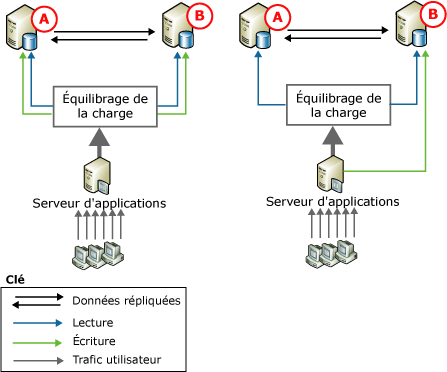 A
B
Équilibrage de
la charge
Serveur d'applications
A
B
Équilibrage de
la charge
Serveur d'applications
Clé
Données répliquées
Lecture
Écriture
Trafic utilisateur